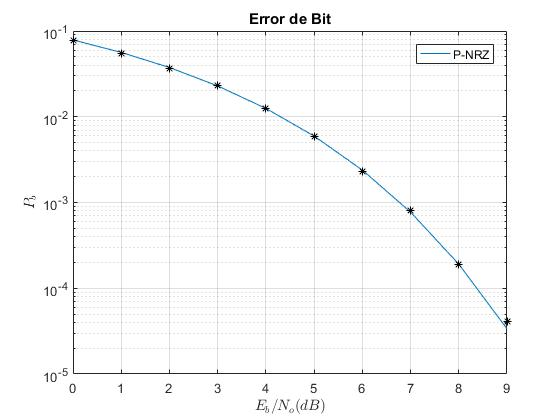 Error de Bit
P-NRZ
10^-1
10^-2
10^-3
10^-4
10^-5
P_b
0 1 2 3 4 5 6 7 8 9
E_b/N_o(dB)